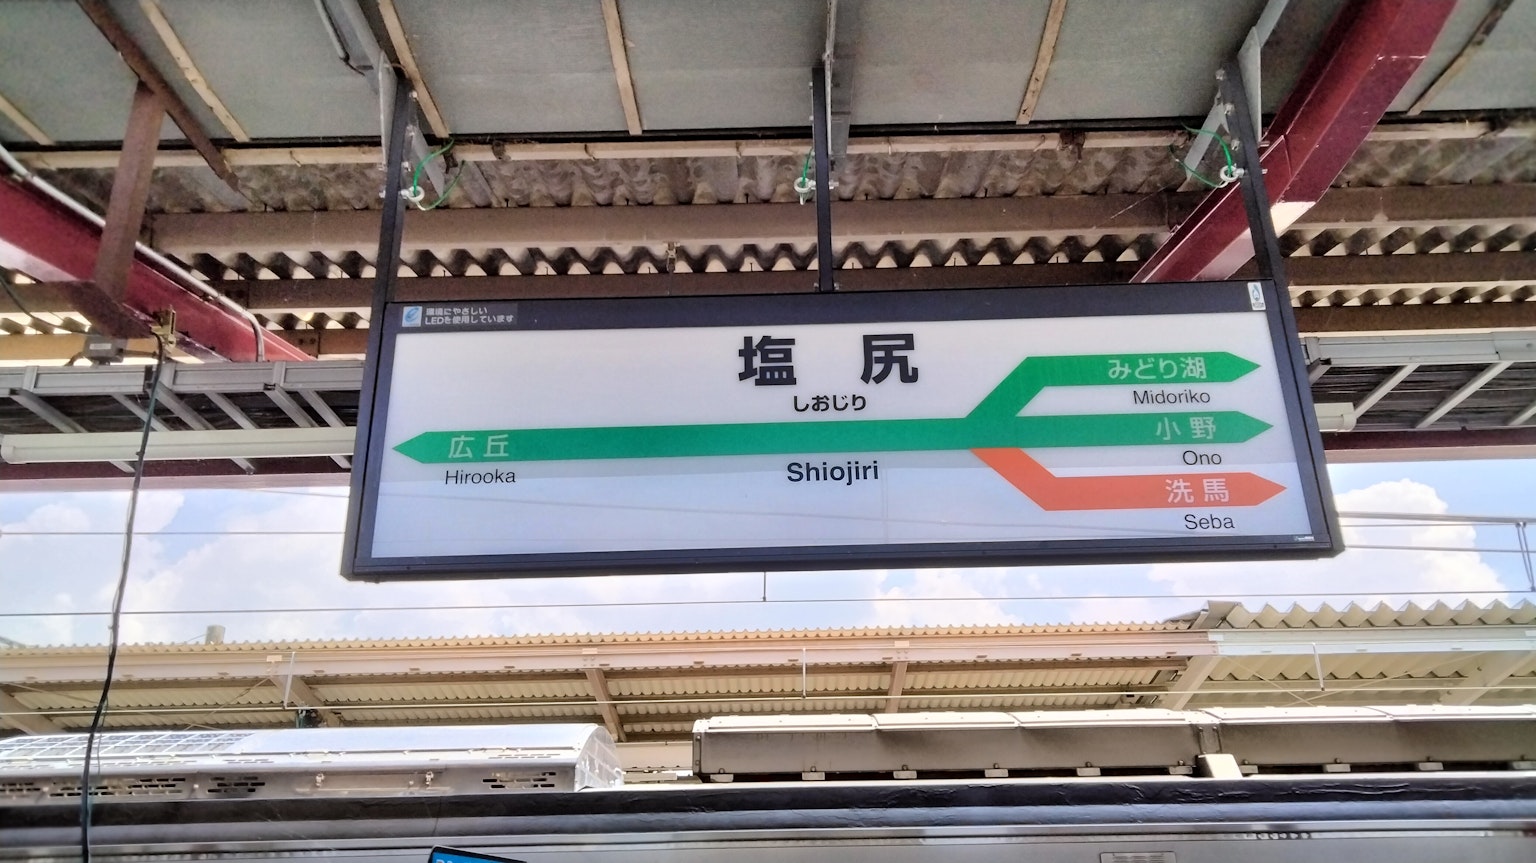 環境にやさしい
LEDを使用しています
塩 尻
しおじり
Shiojiri
広 丘
Hirooka
みどり湖
Midoriko
小 野
Ono
洗 馬
Seba